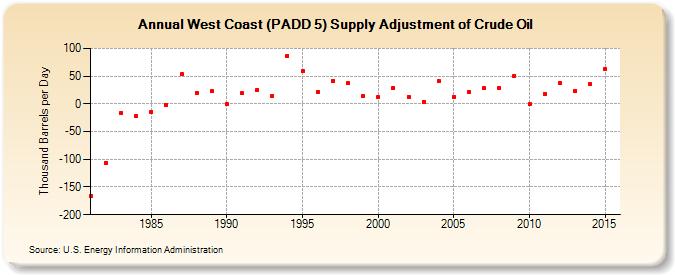 Annual West Coast (PADD 5) Supply Adjustment of Crude Oil
Thousand Barrels per Day
100
50
0
-50
-100
-150
-200
1985 1990 1995 2000 2005 2010 2015
Source: U.S. Energy Information Administration